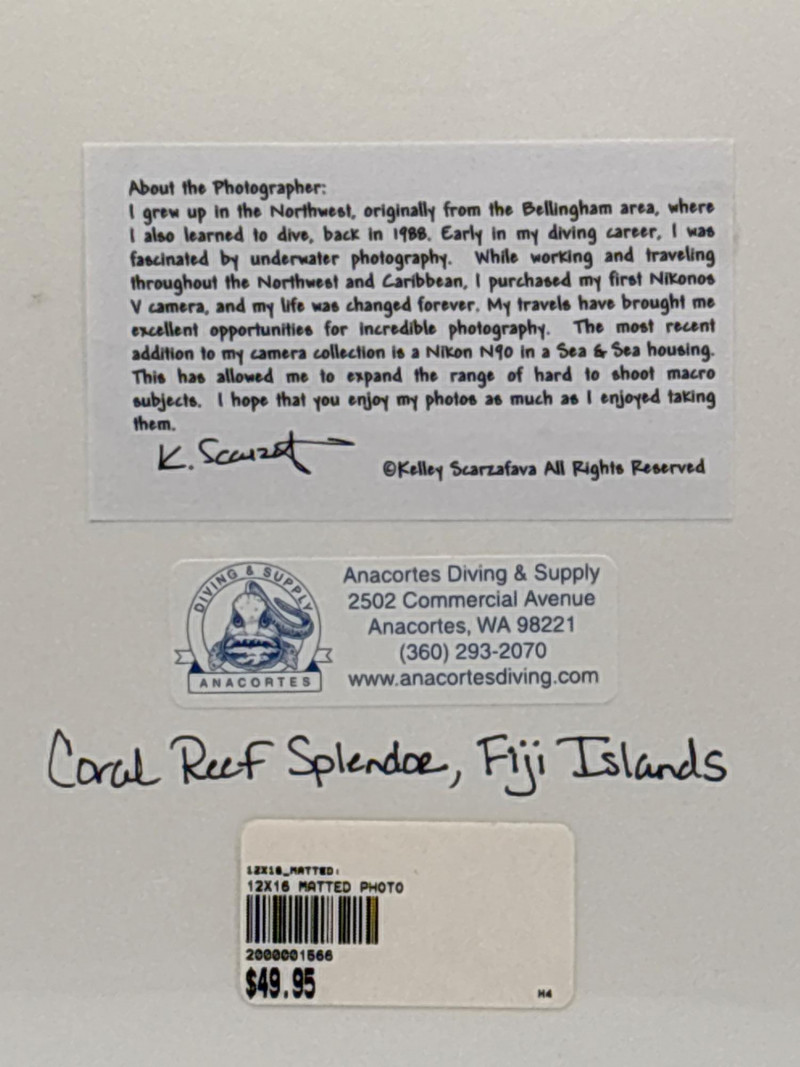 About the Photographer:
I grew up in the Northwest, originally from the Bellingham area, where
I also learned to dive, back in 1988. Early in my diving career, I was
fascinated by underwater photography. While working and traveling
throughout the Northwest and Caribbean, I purchased my first Nikonos
V camera, and my life was changed forever. My travels have brought me
excellent opportunities for incredible photography. The most recent
addition to my camera collection is a Nikon N90 in a Sea & Sea housing.
This has allowed me to expand the range of hard to shoot macro
subjects. I hope that you enjoy my photos as much as I enjoyed taking
them.
K. Scarzaf
©Kelley Scarzafava All Rights Reserved
DIVING & SUPPLY
ANACORTES
Anacortes Diving & Supply
2502 Commercial Avenue
Anacortes, WA 98221
(360) 293-2070
www.anacortesdiving.com
Coral Reef Splendor, Fiji Islands
12X16_MATTED:
12X16 MATTED PHOTO
2000001566
$49.95
H4